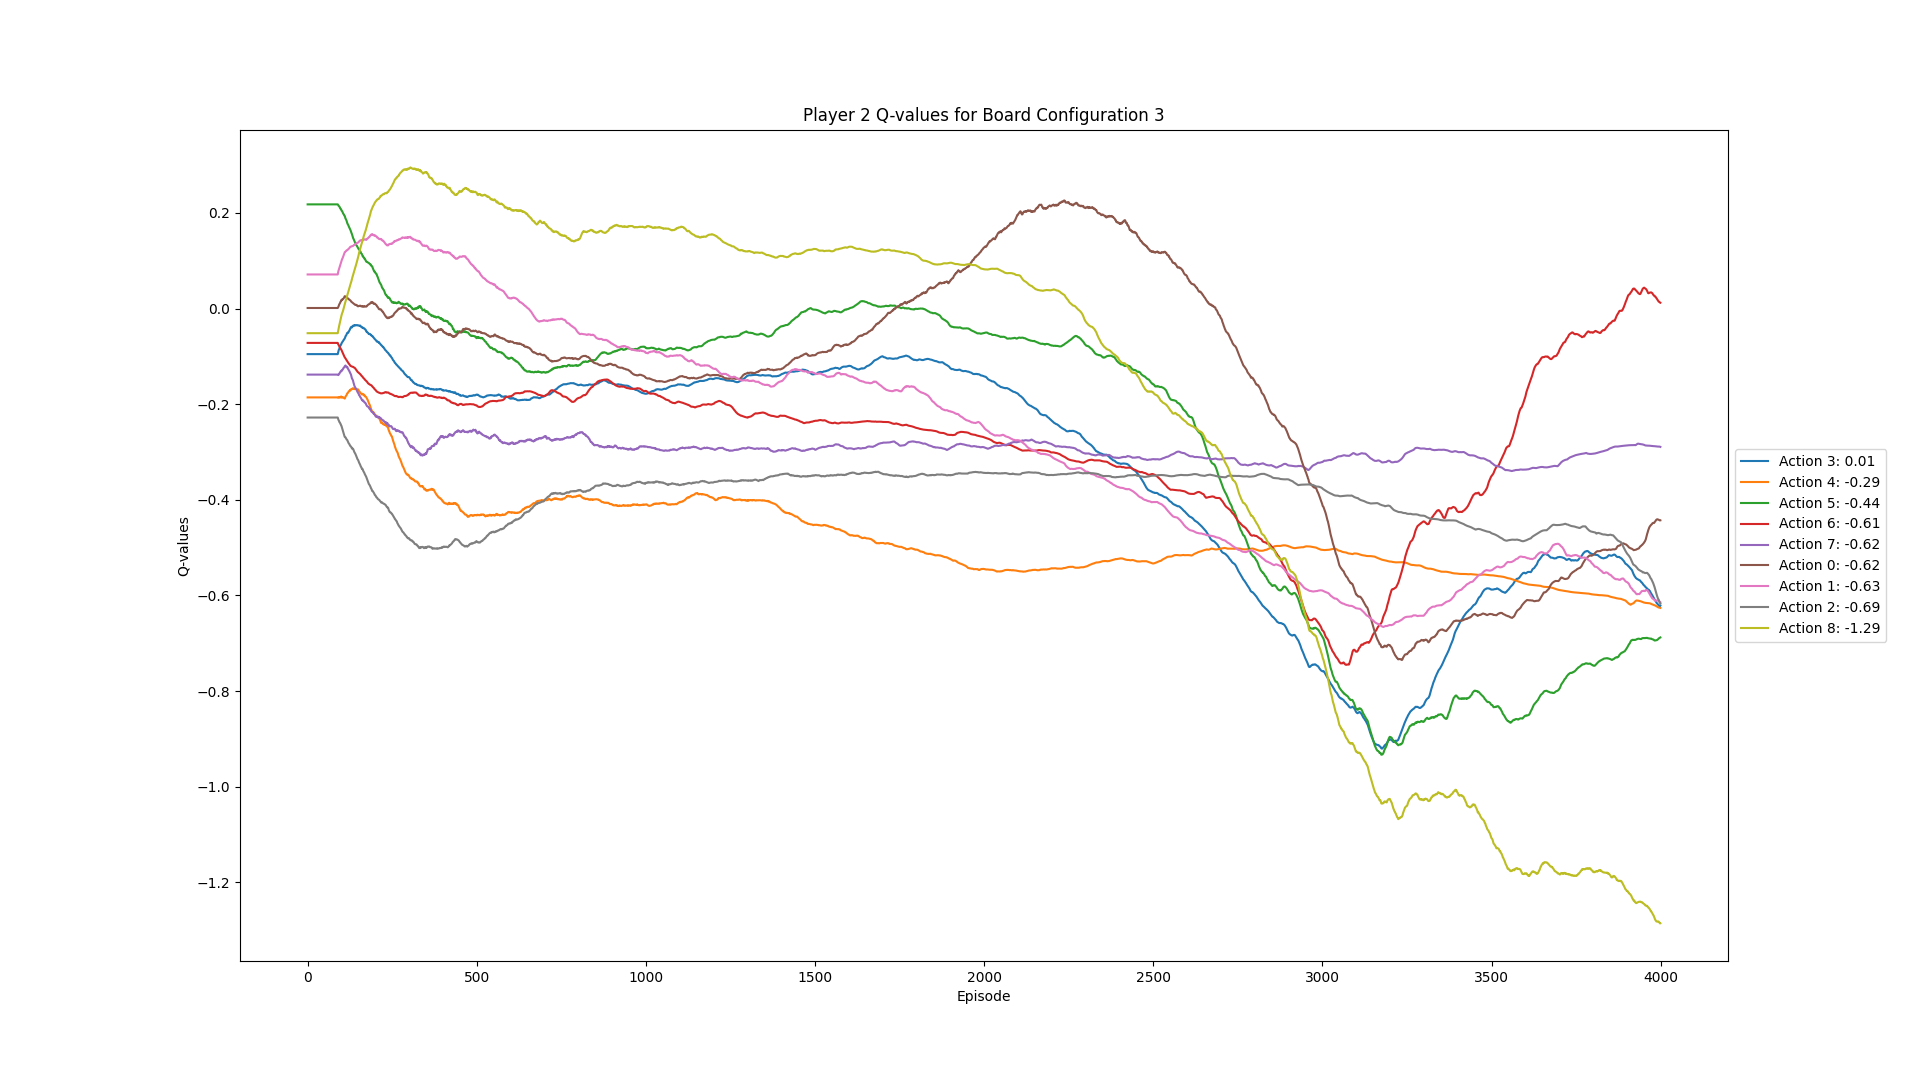 Player 2 Q-values for Board Configuration 3
Q-values
0.2
0.0
−0.2
−0.4
−0.6
−0.8
−1.0
−1.2
0
500
1000
1500
2000
2500
3000
3500
4000
Episode
Action 3: 0.01
Action 4: -0.29
Action 5: -0.44
Action 6: -0.61
Action 7: -0.62
Action 0: -0.62
Action 1: -0.63
Action 2: -0.69
Action 8: -1.29